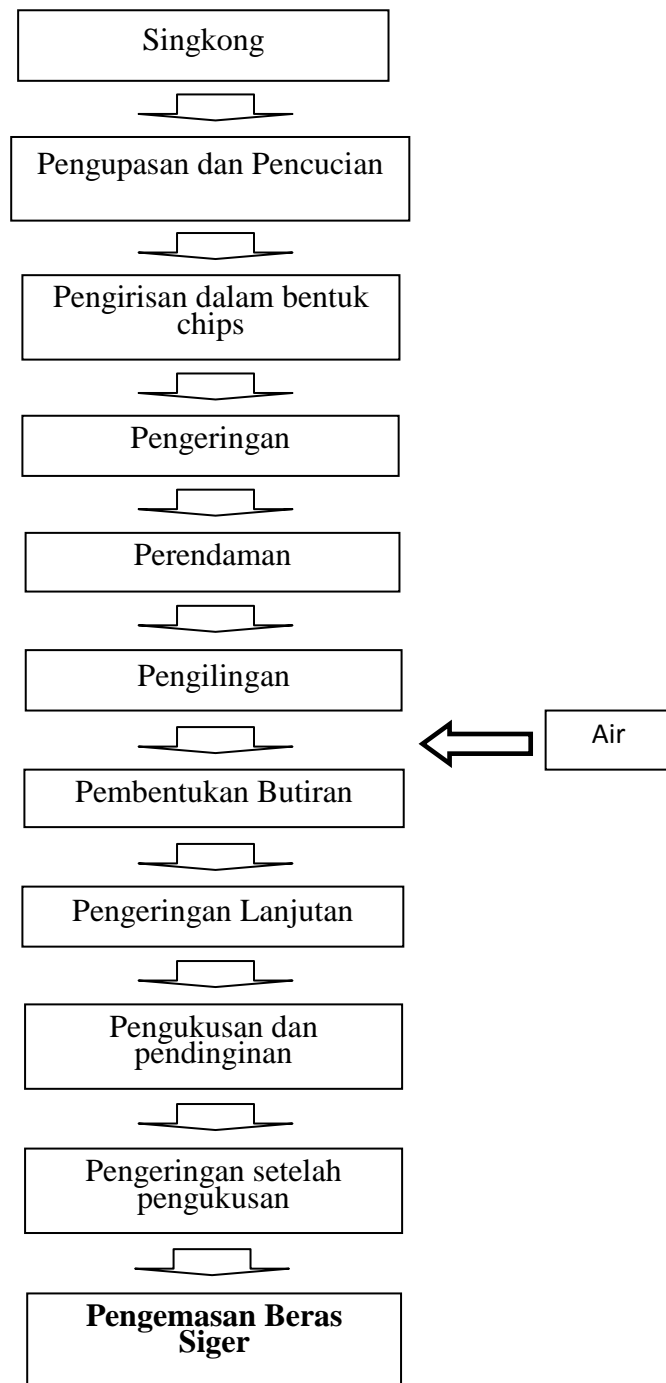 Singkong
Pengupasan dan Pencucian
Pengirisan dalam bentuk
chips
Pengeringan
Perendaman
Pengilingan
Air
Pembentukan Butiran
Pengeringan Lanjutan
Pengukusan dan
pendinginan
Pengeringan setelah
pengukusan
Pengemasan Beras
Siger